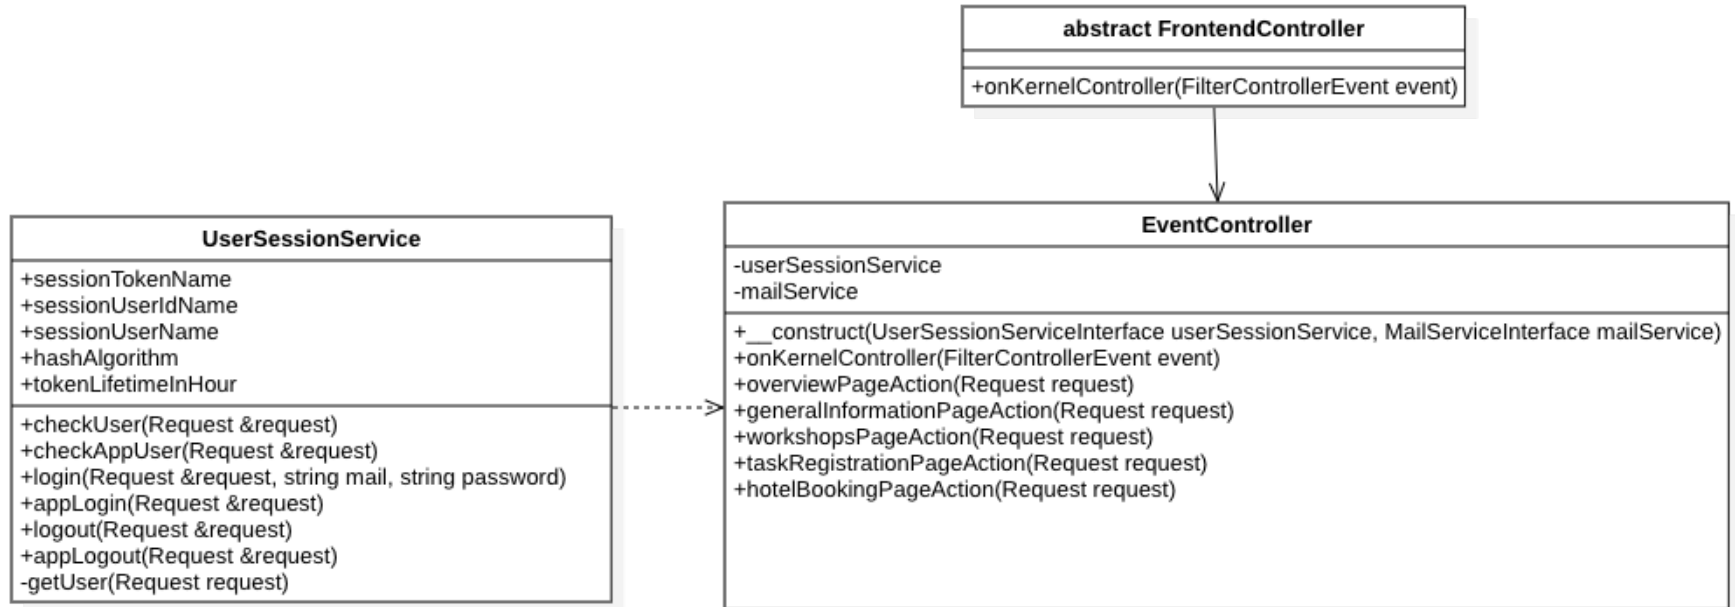 abstract FrontendController
+onKernelController(FilterControllerEvent event)
UserSessionService
+sessionTokenName
+sessionUserIdName
+sessionUserName
+hashAlgorithm
+tokenLifetimeInHour
+checkUser(Request &request)
+checkAppUser(Request &request)
+login(Request &request, string mail, string password)
+appLogin(Request &request)
+logout(Request &request)
+appLogout(Request &request)
-getUser(Request request)
EventController
-userSessionService
-mailService
+__construct(UserSessionServiceInterface userSessionService, MailServiceInterface mailService)
+onKernelController(FilterControllerEvent event)
+overviewPageAction(Request request)
+generalInformationPageAction(Request request)
+workshopsPageAction(Request request)
+taskRegistrationPageAction(Request request)
+hotelBookingPageAction(Request request)